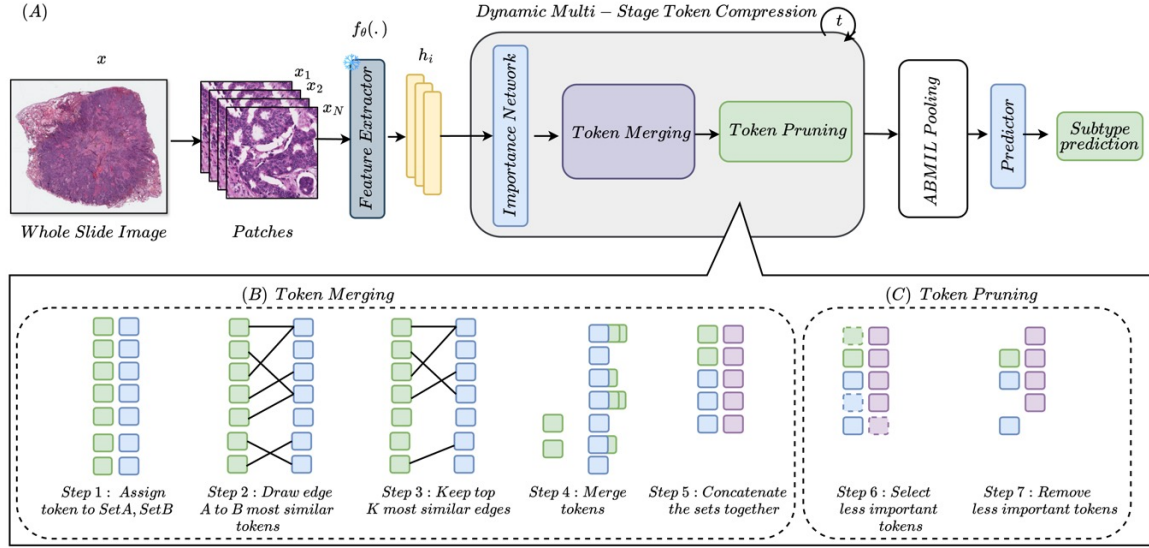 (A)
Dynamic Multi − Stage Token Compression
t
x
x1
x2
xN
fθ(.)
hi
Feature Extractor
Importance Network
Token Merging
Token Pruning
ABMIL Pooling
Predictor
Subtype
prediction
Whole Slide Image
Patches
(B) Token Merging
(C) Token Pruning
Step 1 : Assign
token to SetA, SetB
Step 2 : Draw edge
A to B most similar
tokens
Step 3 : Keep top
K most similar edges
Step 4 : Merge
tokens
Step 5 : Concatenate
the sets together
Step 6 : Select
less important
tokens
Step 7 : Remove
less important tokens